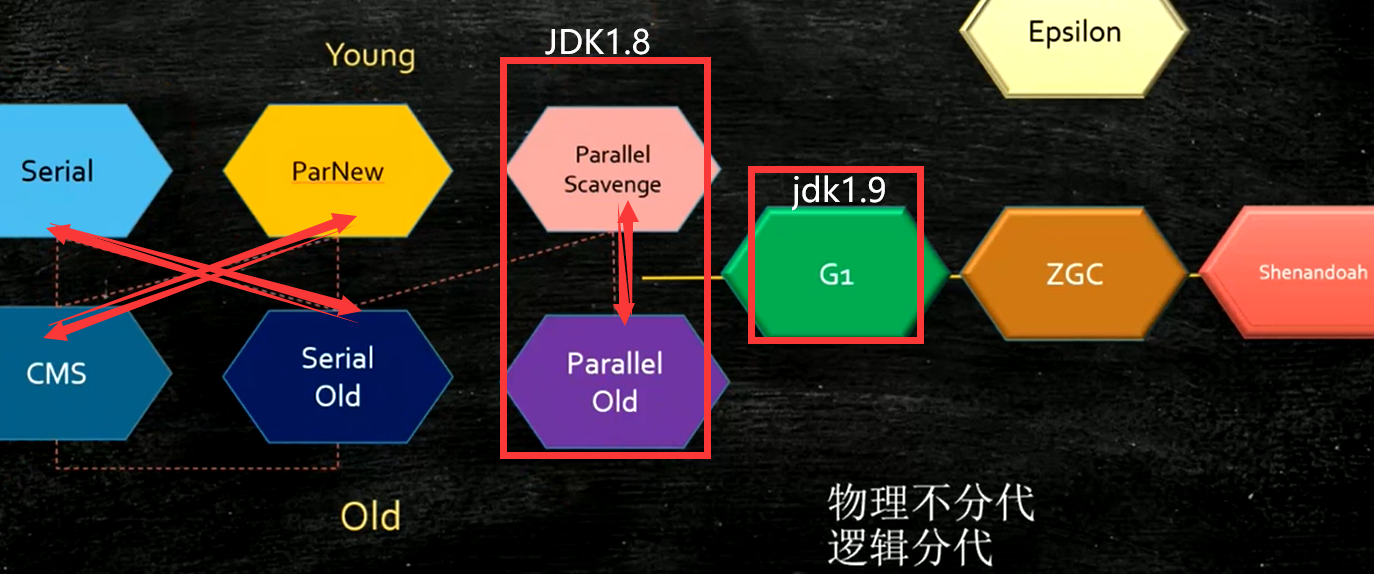 Epsilon
JDK1.8
Young
Serial
ParNew
Parallel
Scavenge
jdk1.9
G1
ZGC
Shenandoah
CMS
Serial
Old
Parallel
Old
Old
物理不分代
逻辑分代